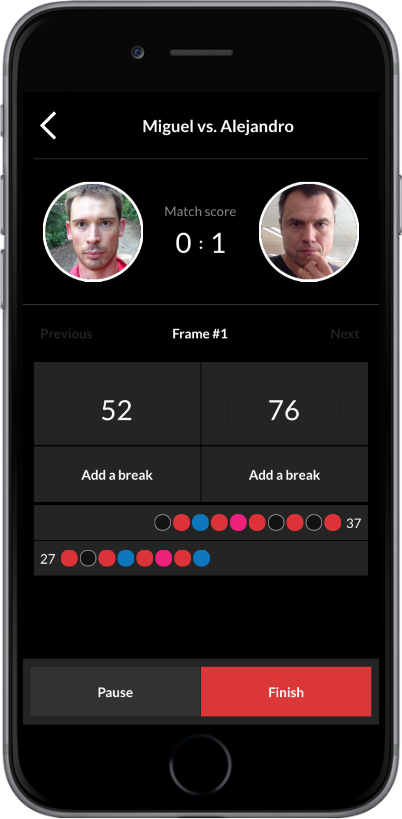 Miguel vs. Alejandro
Match score
0 : 1
Previous Frame #1 Next
52 76
Add a break Add a break
37
27
Pause Finish